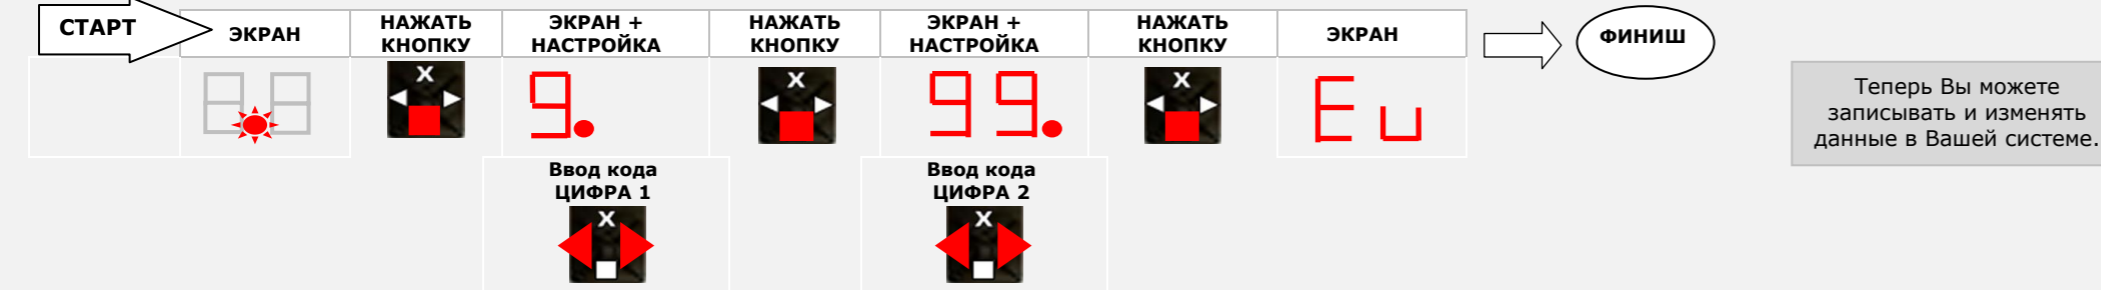 СТАРТ
ЭКРАН
НАЖАТЬ
КНОПКУ
ЭКРАН +
НАСТРОЙКА
НАЖАТЬ
КНОПКУ
ЭКРАН +
НАСТРОЙКА
НАЖАТЬ
КНОПКУ
ЭКРАН
ФИНИШ
X
9.
X
99.
X
E u
Теперь Вы можете
записывать и изменять
данные в Вашей системе.
Ввод кода
ЦИФРА 1
X
Ввод кода
ЦИФРА 2
X